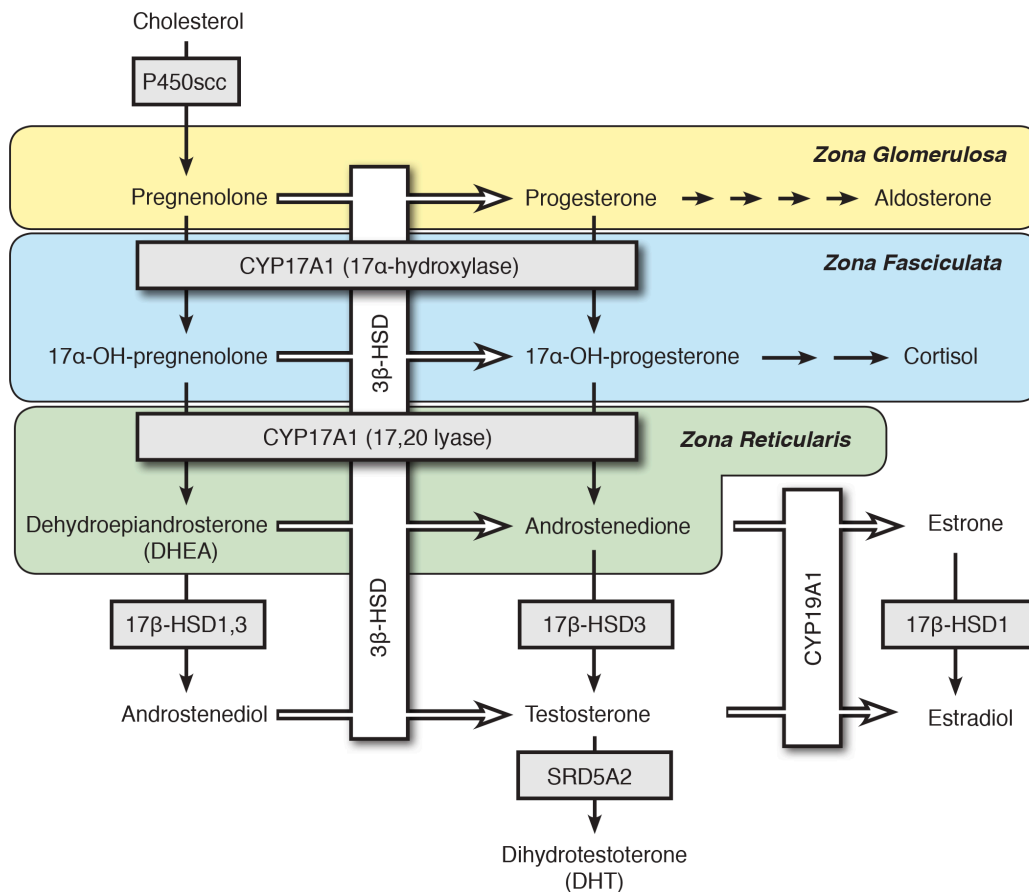 Cholesterol
P450scc
Zona Glomerulosa
Pregnenolone
Progesterone
Aldosterone
CYP17A1 (17α-hydroxylase)
Zona Fasciculata
3β-HSD
17α-OH-pregnenolone
17α-OH-progesterone
Cortisol
CYP17A1 (17,20 lyase)
Zona Reticularis
Dehydroepiandrosterone
(DHEA)
Androstenedione
Estrone
3β-HSD
CYP19A1
17β-HSD1,3
17β-HSD3
17β-HSD1
Androstenediol
Testosterone
Estradiol
SRD5A2
Dihydrotestoterone
(DHT)